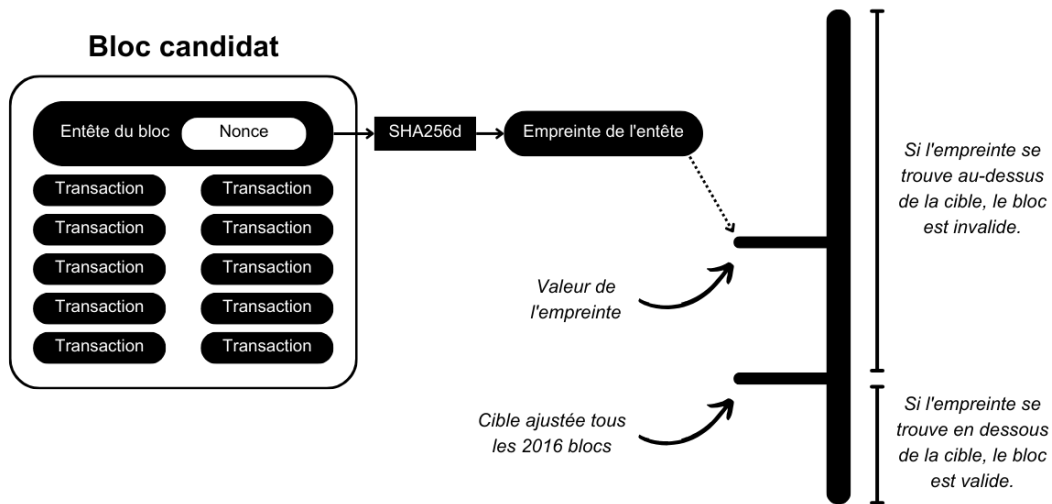 Bloc candidat
Entête du bloc
Nonce
SHA256d
Empreinte de l'entête
Transaction
Transaction
Transaction
Transaction
Transaction
Transaction
Transaction
Transaction
Transaction
Transaction
Valeur de
l'empreinte
Cible ajustée tous
les 2016 blocs
Si l'empreinte se
trouve au-dessus
de la cible, le bloc
est invalide.
Si l'empreinte se
trouve en dessous
de la cible, le bloc
est valide.